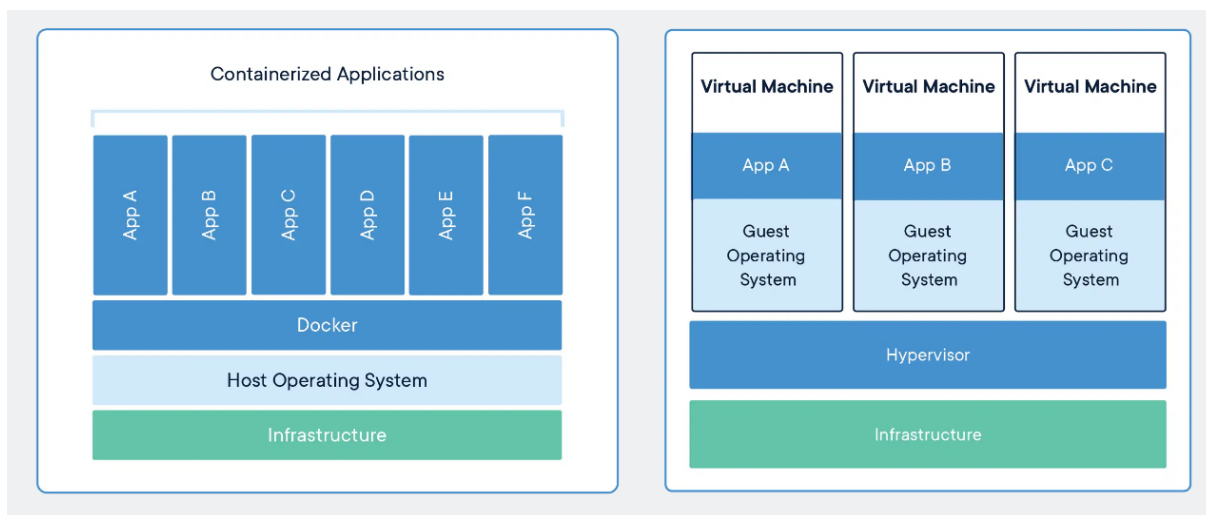 Containerized Applications
App A
App B
App C
App D
App E
App F
Docker
Host Operating System
Infrastructure
Virtual Machine
App A
Guest
Operating
System
Virtual Machine
App B
Guest
Operating
System
Virtual Machine
App C
Guest
Operating
System
Hypervisor
Infrastructure